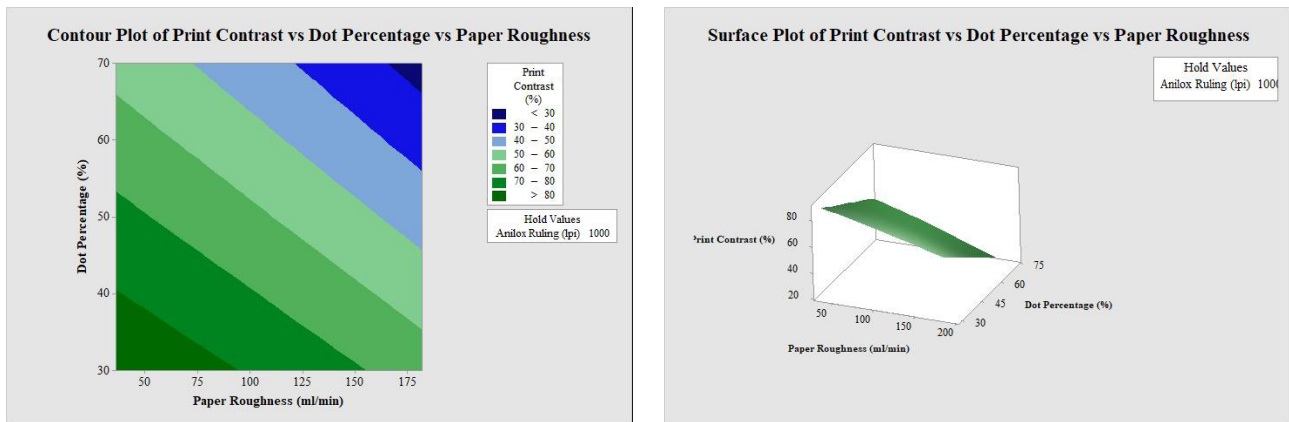 Contour Plot of Print Contrast vs Dot Percentage vs Paper Roughness
70
60
50
40
30
Dot Percentage (%)
50
75
100
125
150
175
Paper Roughness (ml/min)
Print
Contrast
(%)
< 30
30 – 40
40 – 50
50 – 60
60 – 70
70 – 80
> 80
Hold Values
Anilox Ruling (lpi) 1000
Surface Plot of Print Contrast vs Dot Percentage vs Paper Roughness
Hold Values
Anilox Ruling (lpi) 100
80
60
40
20
Print Contrast (%)
50
100
150
200
Paper Roughness (ml/min)
30
45
60
75
Dot Percentage (%)